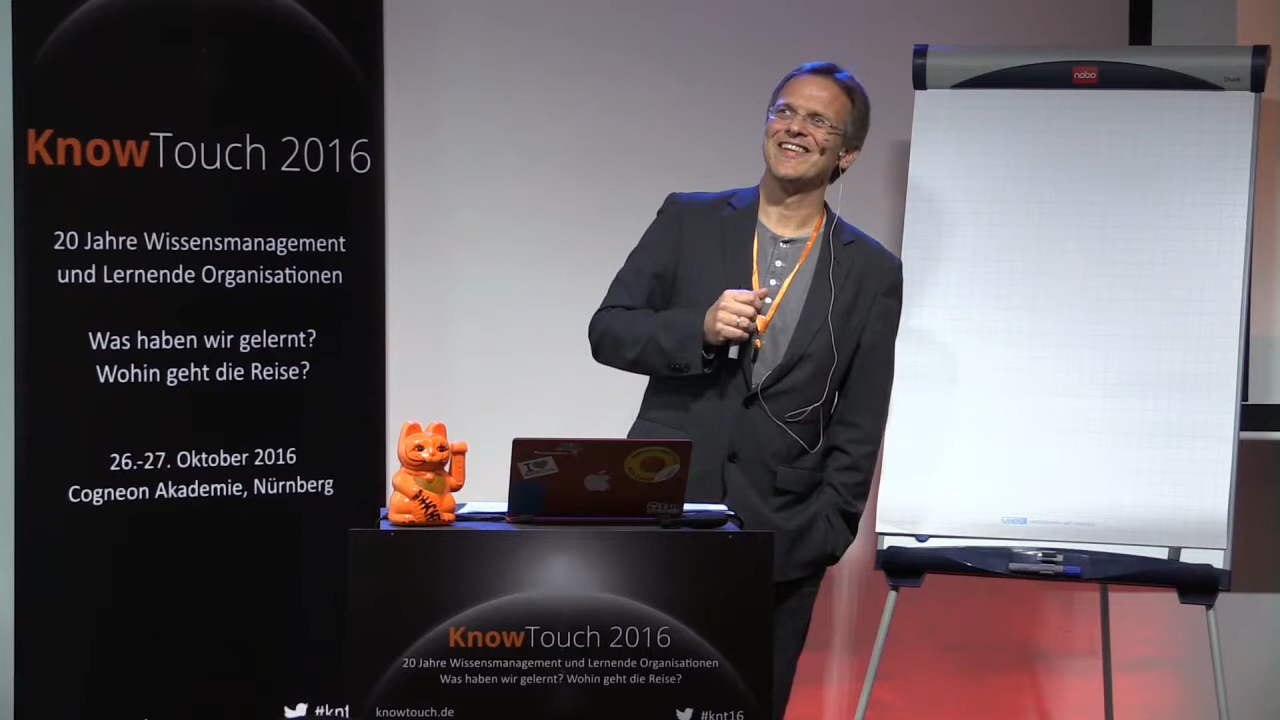 KnowTouch 2016
20 Jahre Wissensmanagement
und Lernende Organisationen
Was haben wir gelernt?
Wohin geht die Reise?
26.-27. Oktober 2016
Cogneon Akademie, Nürnberg
#knt
KnowTouch 2016
20 Jahre Wissensmanagement und Lernende Organisationen
Was haben wir gelernt? Wohin geht die Reise?
knowtouch.de
#knt16
nobo